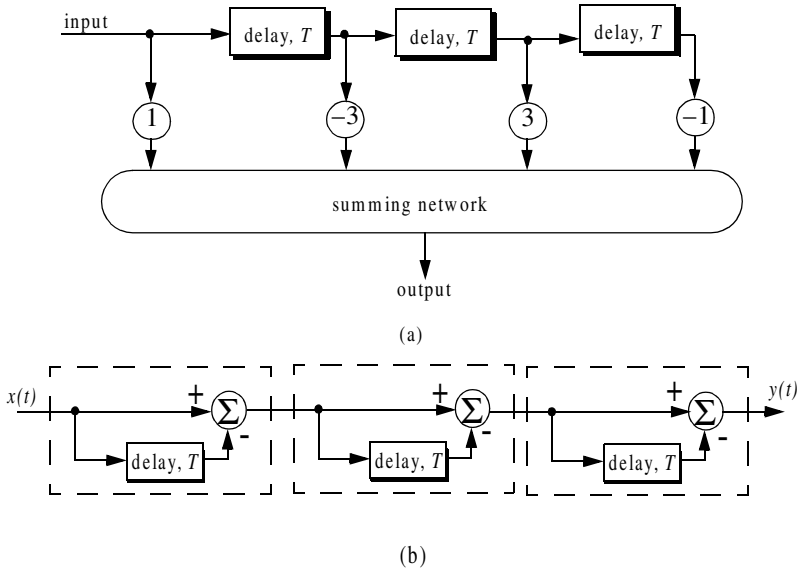 input
delay, T
delay, T
delay, T
1
−3
3
−1
summing network
output
(a)
x(t)
+
Σ
-
delay, T
+
Σ
-
delay, T
+
Σ
-
delay, T
y(t)
(b)